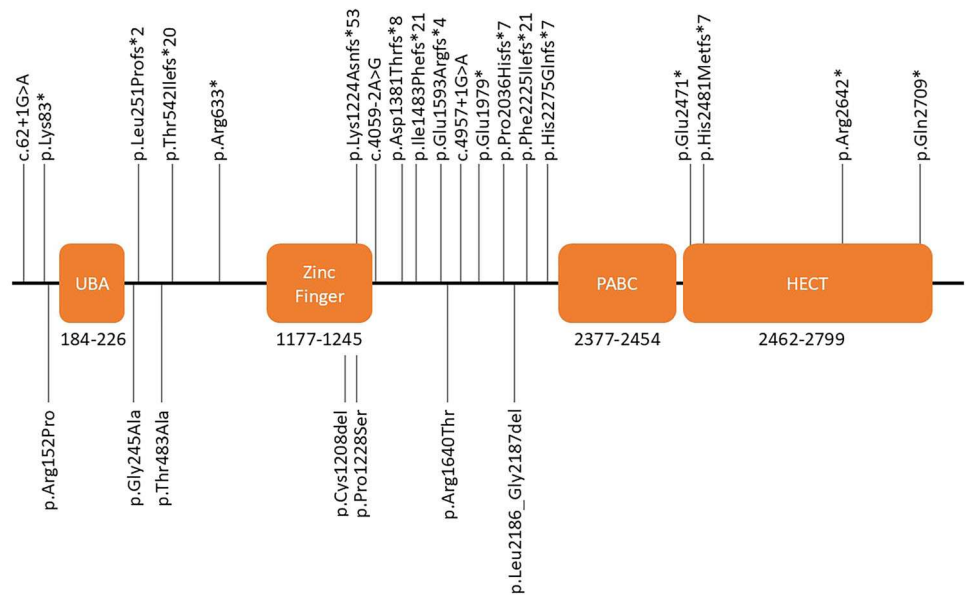 c.62+1G>A
p.Lys83*
p.Leu251Profs*2
p.Thr542Ilefs*20
p.Arg633*
p.Lys1224Asnfs*53
c.4059-2A>G
p.Asp1381Thrfs*8
p.Ile1483Phefs*21
p.Glu1593Argfs*4
c.4957+1G>A
p.Glu1979*
p.Pro2036Hisfs*7
p.Phe2225Ilefs*21
p.His2275Glnfs*7
p.Glu2471*
p.His2481Metfs*7
p.Arg2642*
p.Gln2709*
UBA
Zinc
Finger
PABC
HECT
184-226
1177-1245
2377-2454
2462-2799
p.Arg152Pro
p.Gly245Ala
p.Thr483Ala
p.Cys1208del
p.Pro1228Ser
p.Arg1640Thr
p.Leu2186_Gly2187del